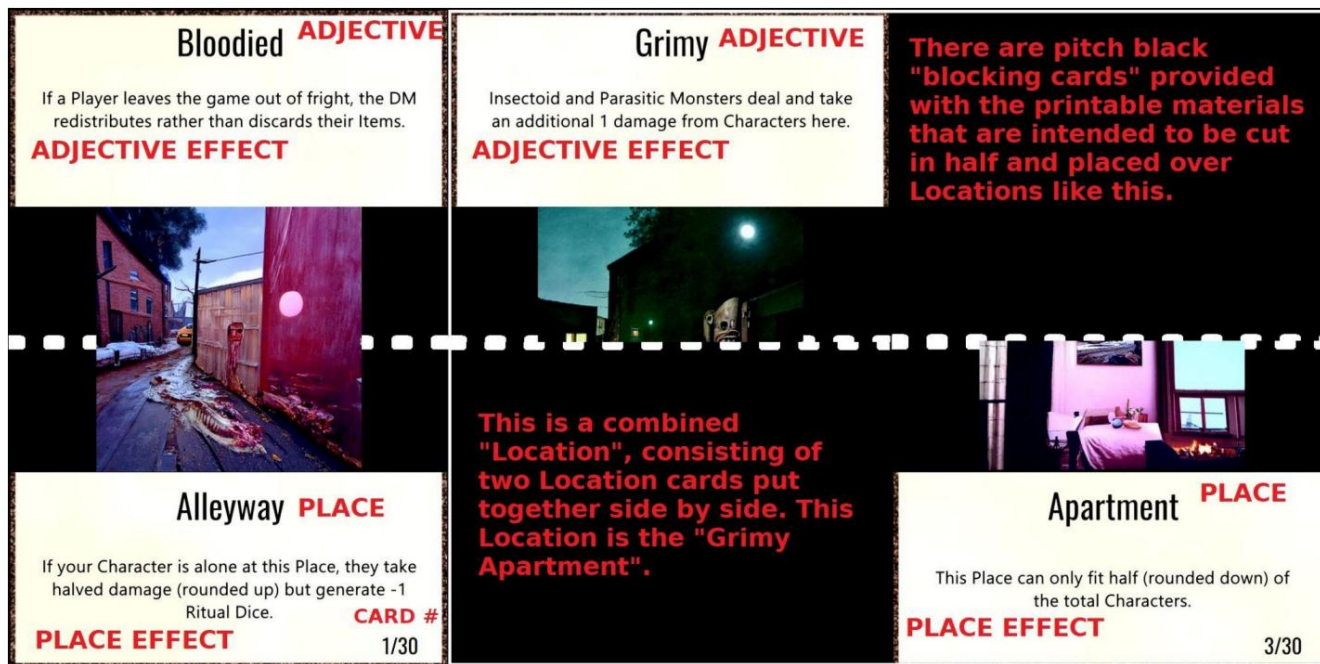 Bloodied ADJECTIVE
If a Player leaves the game out of fright, the DM
redistributes rather than discards their Items.
ADJECTIVE EFFECT
Alleyway PLACE
If your Character is alone at this Place, they take
halved damage (rounded up) but generate -1
Ritual Dice.
CARD #
PLACE EFFECT
1/30
Grimy ADJECTIVE
Insectoid and Parasitic Monsters deal and take
an additional 1 damage from Characters here.
ADJECTIVE EFFECT
This is a combined
"Location", consisting of
two Location cards put
together side by side. This
Location is the "Grimy
Apartment".
There are pitch black
"blocking cards" provided
with the printable materials
that are intended to be cut
in half and placed over
Locations like this.
Apartment PLACE
This Place can only fit half (rounded down) of
the total Characters.
PLACE EFFECT
3/30